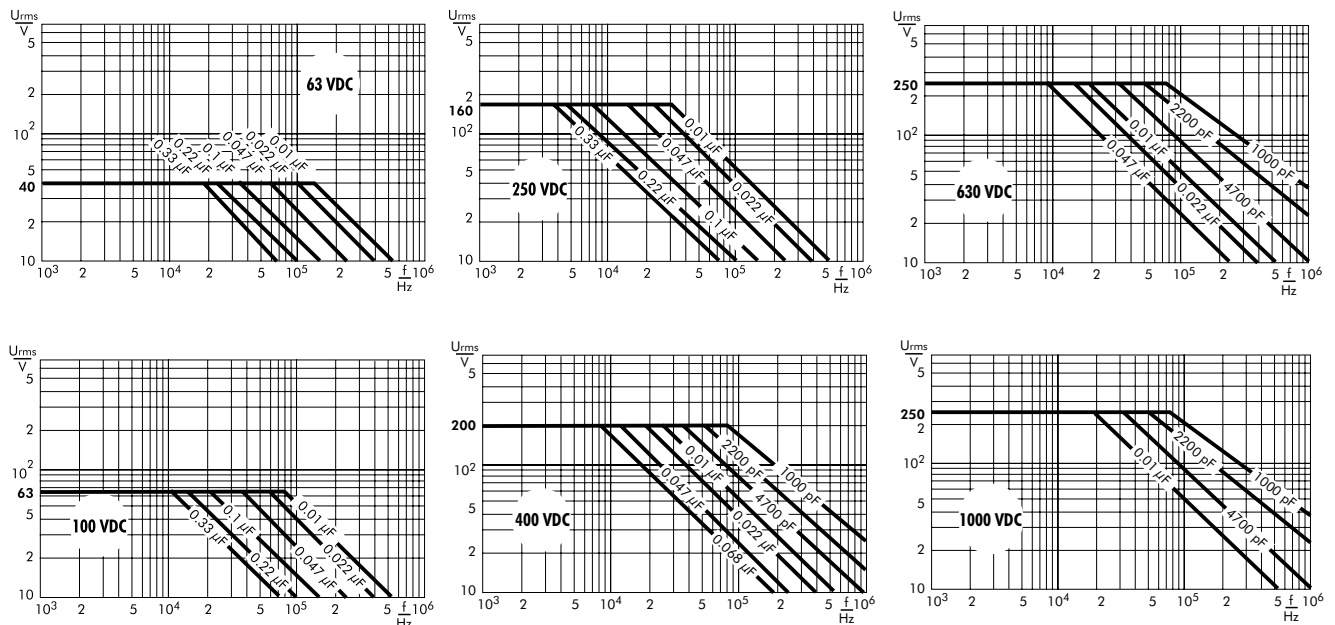 Urms
V
5
2
10²
5
40
2
10
63 VDC
0.33 µF
0.22 µF
0.1 µF
0.047 µF
0.022 µF
0.01 µF
10³ 2 5 10⁴ 2 5 10⁵ 2 f 10⁶
Hz
Urms
V
5
2
160
10²
5
2
10
250 VDC
0.33 µF
0.22 µF
0.1 µF
0.047 µF
0.022 µF
0.01 µF
10³ 2 5 10⁴ 2 5 10⁵ 2 5 f 10⁶
Hz
Urms
V
5
250
2
10²
5
2
10
630 VDC
0.047 µF
0.022 µF
0.01 µF
4700 pF
2200 pF
1000 pF
10³ 2 5 10⁴ 2 5 10⁵ 2 5 f 10⁶
Hz
Urms
V
5
2
10²
63
5
2
10
100 VDC
0.33 µF
0.22 µF
0.1 µF
0.047 µF
0.022 µF
0.01 µF
10³ 2 5 10⁴ 2 5 10⁵ 2 5 f 10⁶
Hz
Urms
V
5
200
10²
5
2
10
400 VDC
0.068 µF
0.047 µF
0.022 µF
0.01 µF
4700 pF
2200 pF
1000 pF
10³ 2 5 10⁴ 2 5 10⁵ 2 5 f 10⁶
Hz
Urms
V
5
250
2
10²
5
2
10
1000 VDC
0.01 µF
4700 pF
2200 pF
1000 pF
10³ 2 5 10⁴ 2 5 10⁵ 2 5 f 10⁶
Hz